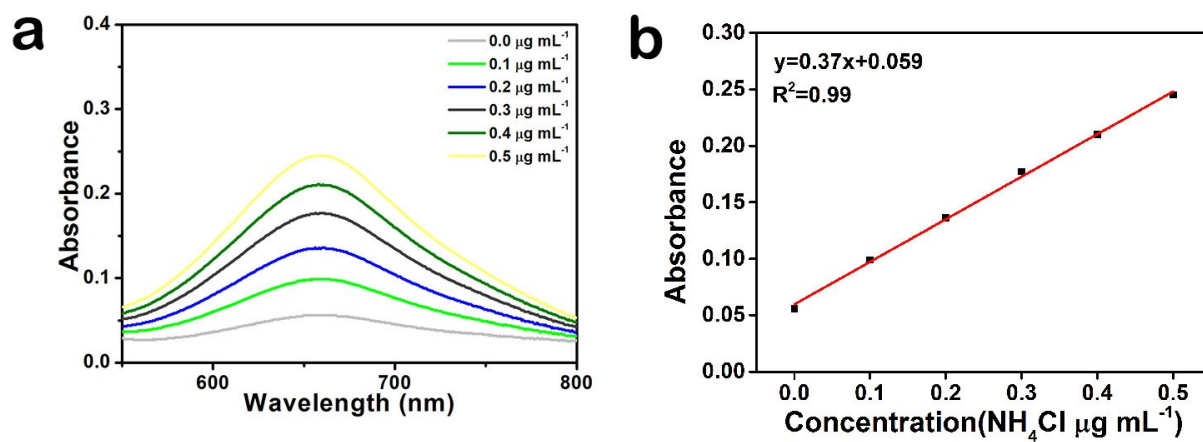 a
0.4
0.3
0.2
0.1
0.0
Absorbance
0.0 μg mL⁻¹
0.1 μg mL⁻¹
0.2 μg mL⁻¹
0.3 μg mL⁻¹
0.4 μg mL⁻¹
0.5 μg mL⁻¹
600 700 800
Wavelength (nm)
b
0.30
0.25
0.20
0.15
0.10
0.05
0.00
Absorbance
y=0.37x+0.059
R²=0.99
0.0 0.1 0.2 0.3 0.4 0.5
Concentration(NH₄Cl μg mL⁻¹)